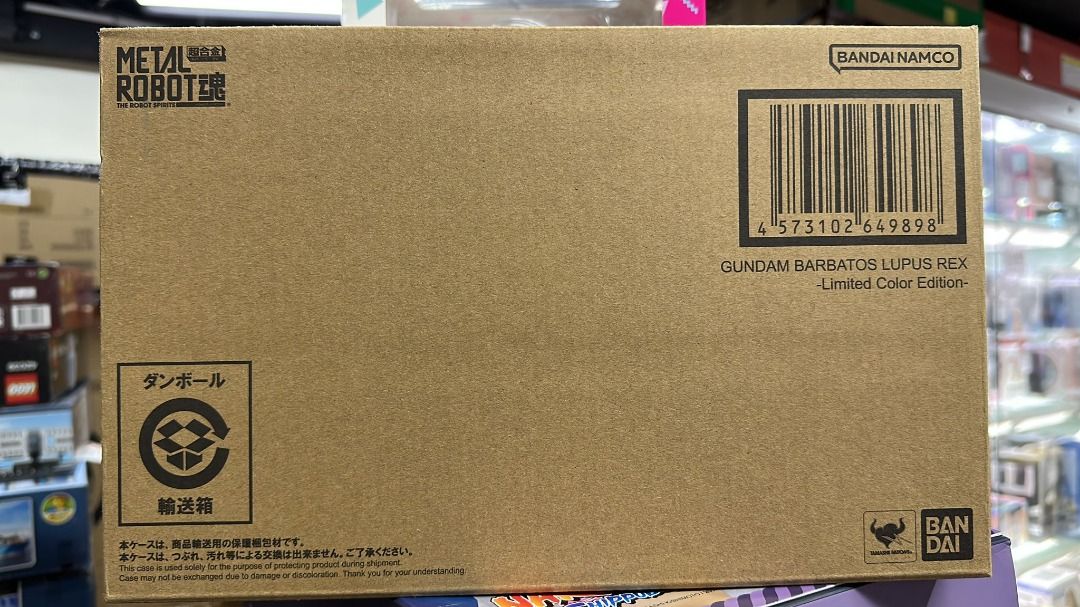 METAL 超合金
ROBOT魂
THE ROBOT SPIRITS
BANDAI NAMCO
4 573102 649898
GUNDAM BARBATOS LUPUS REX
-Limited Color Edition-
ダンボール
輸送箱
本ケースは、商品輸送用の保護梱包材です。
本ケースは、つぶれ、汚れ等による交換は出来ません。ご了承ください。
This case is used solely for the purpose of protecting product during shipment.
Case may not be exchanged due to damage or discoloration. Thank you for your understanding.
TAMASHII NATIONS
BAN
DAI